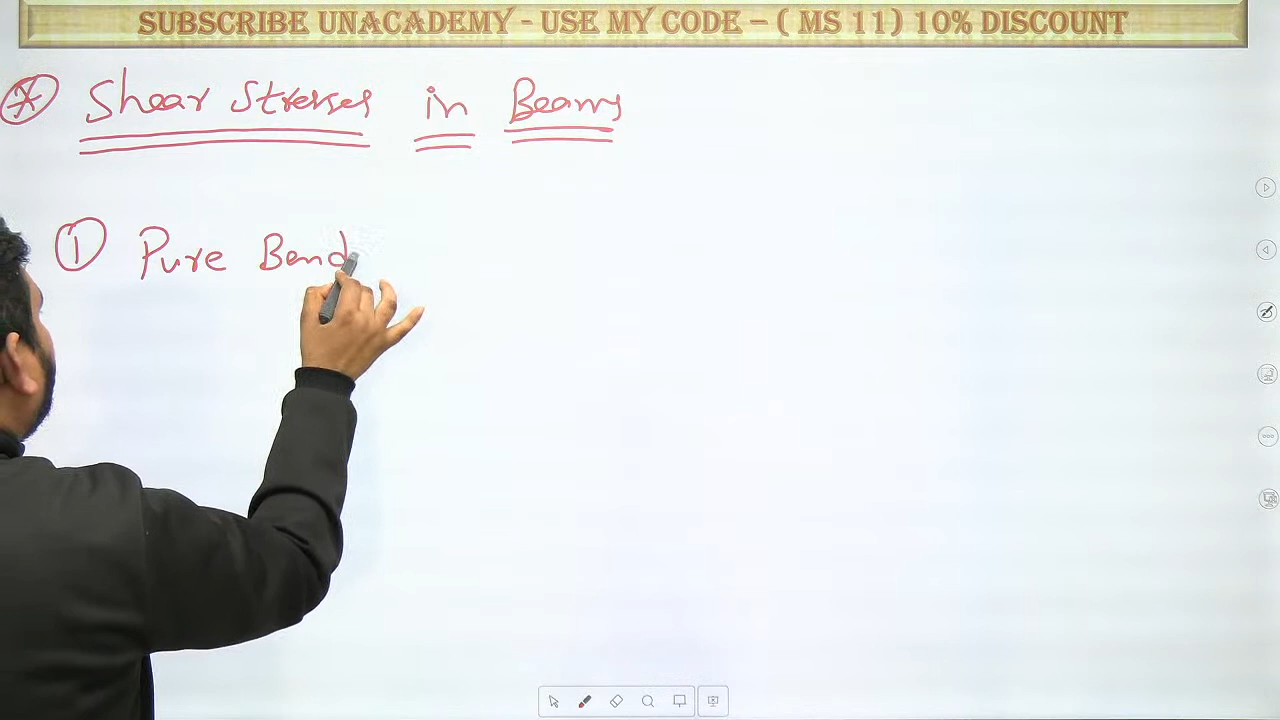 SUBSCRIBE UNACADEMY - USE MY CODE – ( MS 11 ) 10% DISCOUNT
Shear Stresses in Beams
① Pure Bend